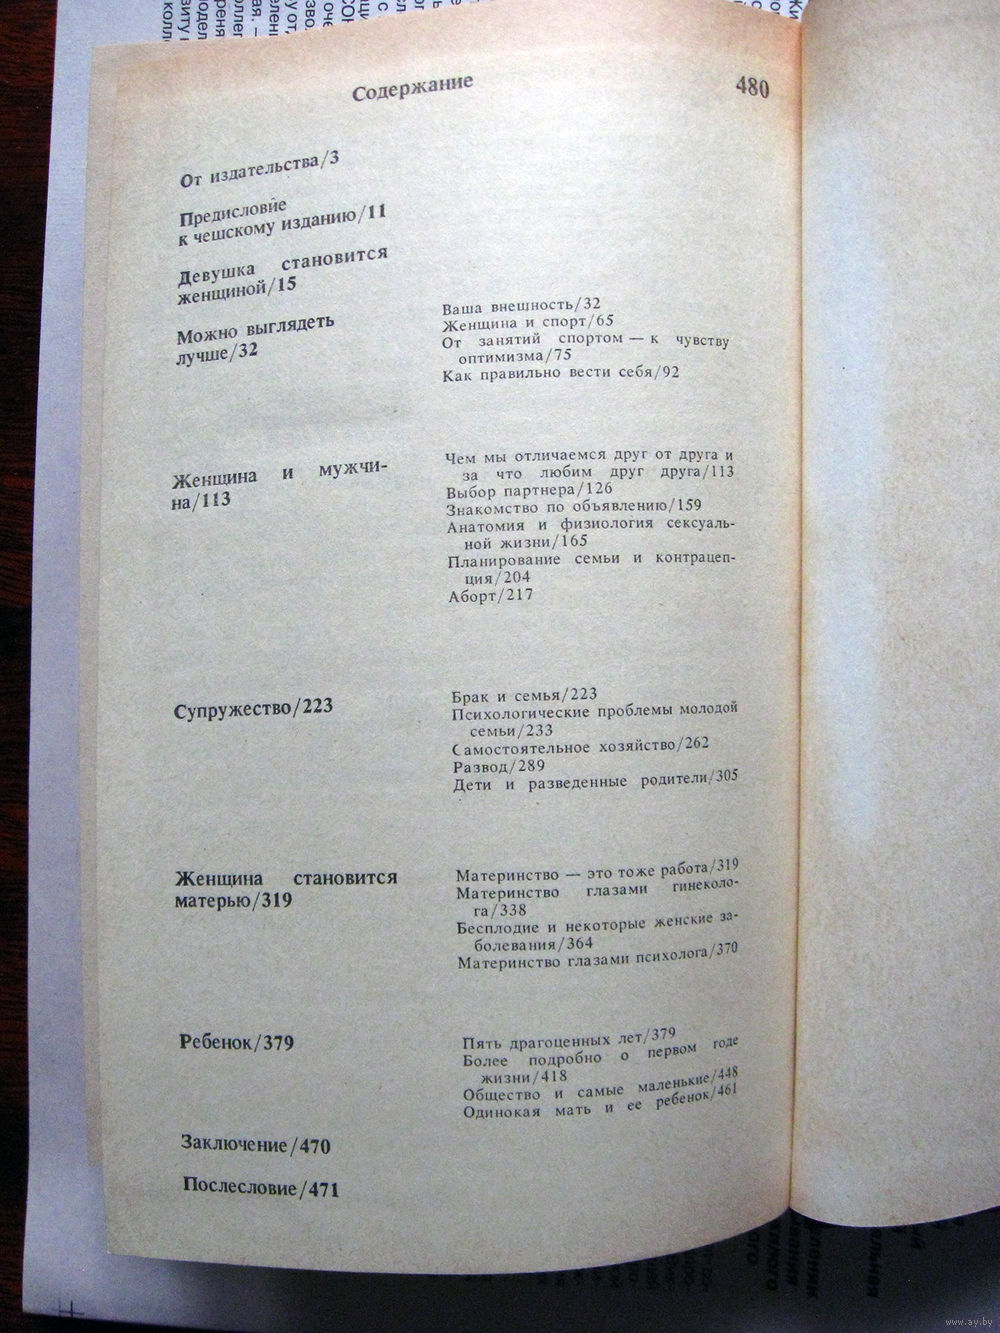 Содержание
480
От издательства/3
Предисловие
к чешскому изданию/11
Девушка становится
женщиной/15
Можно выглядеть
лучше/32
Ваша внешность/32
Женщина и спорт/65
От занятий спортом — к чувству
оптимизма/75
Как правильно вести себя/92
Женщина и мужчи-
на/113
Чем мы отличаемся друг от друга и
за что любим друг друга/113
Выбор партнера/126
Знакомство по объявлению/159
Анатомия и физиология сексуаль-
ной жизни/165
Планирование семьи и контрацеп-
ция/204
Аборт/217
Супружество/223
Брак и семья/223
Психологические проблемы молодой
семьи/233
Самостоятельное хозяйство/262
Развод/289
Дети и разведенные родители/305
Женщина становится
матерью/319
Материнство — это тоже работа/319
Материнство глазами гинеколо-
га/338
Бесплодие и некоторые женские за-
болевания/364
Материнство глазами психолога/370
Ребенок/379
Пять драгоценных лет/379
Более подробно о первом годе
жизни/418
Общество и самые маленькие/448
Одинокая мать и ее ребенок/461
Заключение/470
Послесловие/471
www.ay.by